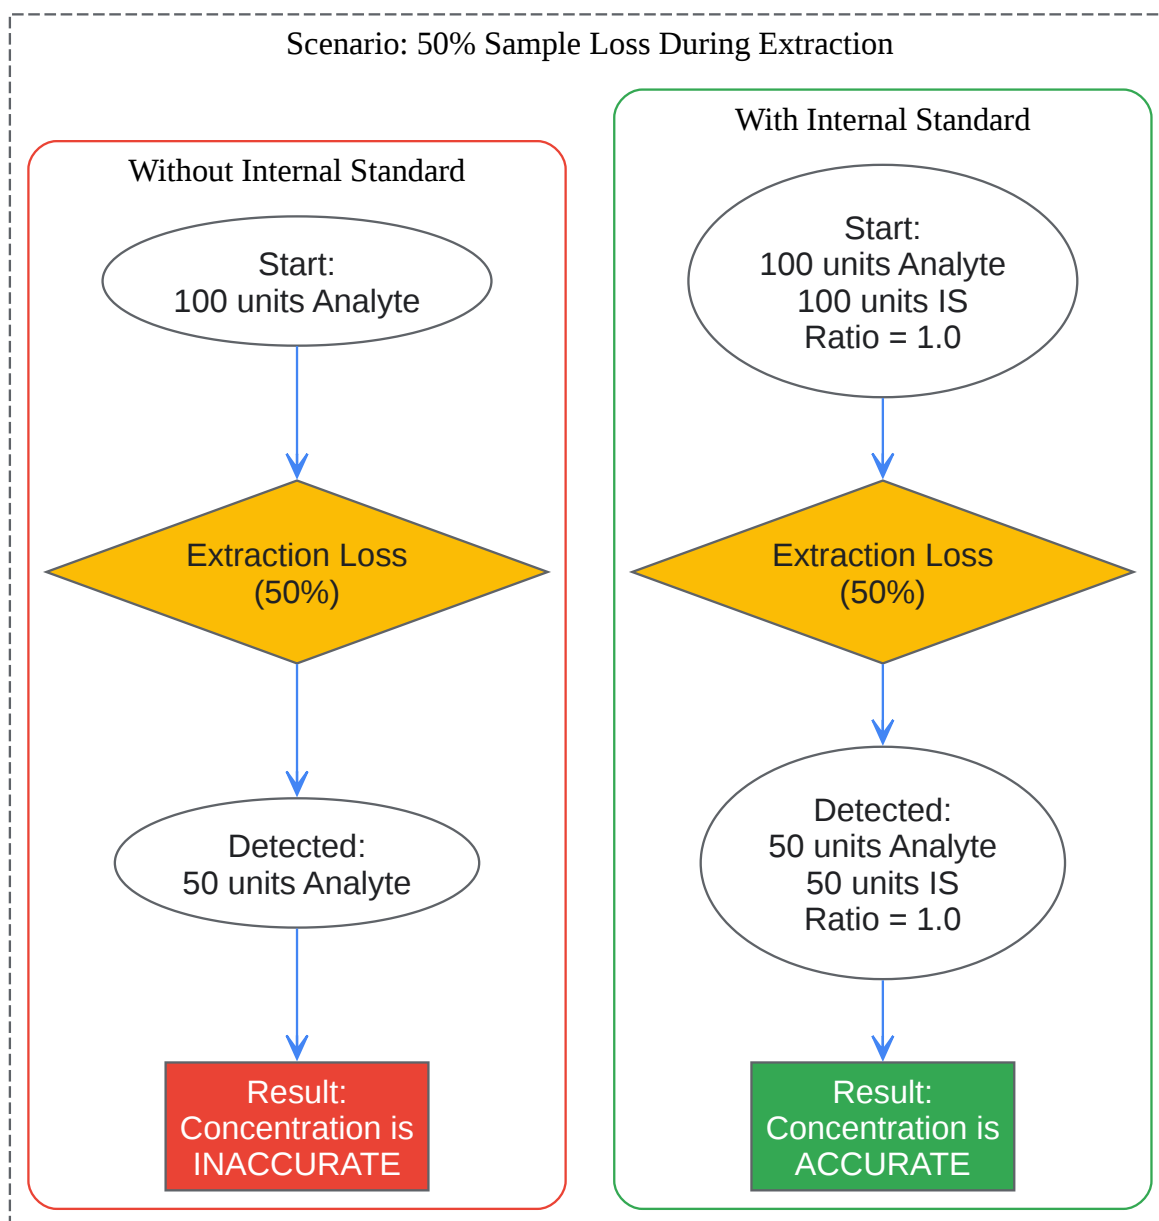 Scenario: 50% Sample Loss During Extraction
Without Internal Standard
Start:
100 units Analyte
Extraction Loss
(50%)
Detected:
50 units Analyte
Result:
Concentration is
INACCURATE
With Internal Standard
Start:
100 units Analyte
100 units IS
Ratio = 1.0
Extraction Loss
(50%)
Detected:
50 units Analyte
50 units IS
Ratio = 1.0
Result:
Concentration is
ACCURATE